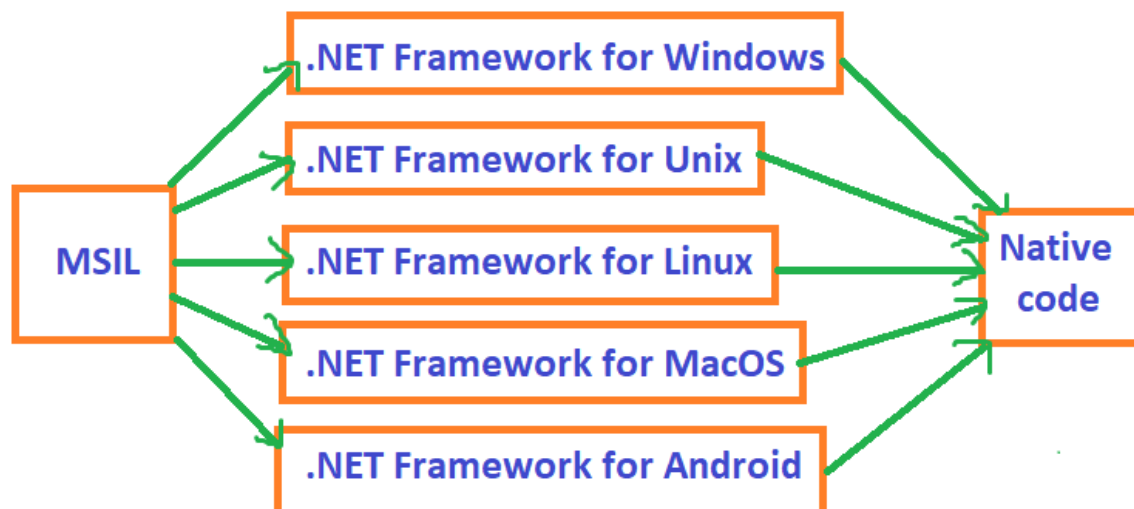 .NET Framework for Windows
.NET Framework for Unix
MSIL
.NET Framework for Linux
Native
code
.NET Framework for MacOS
.NET Framework for Android